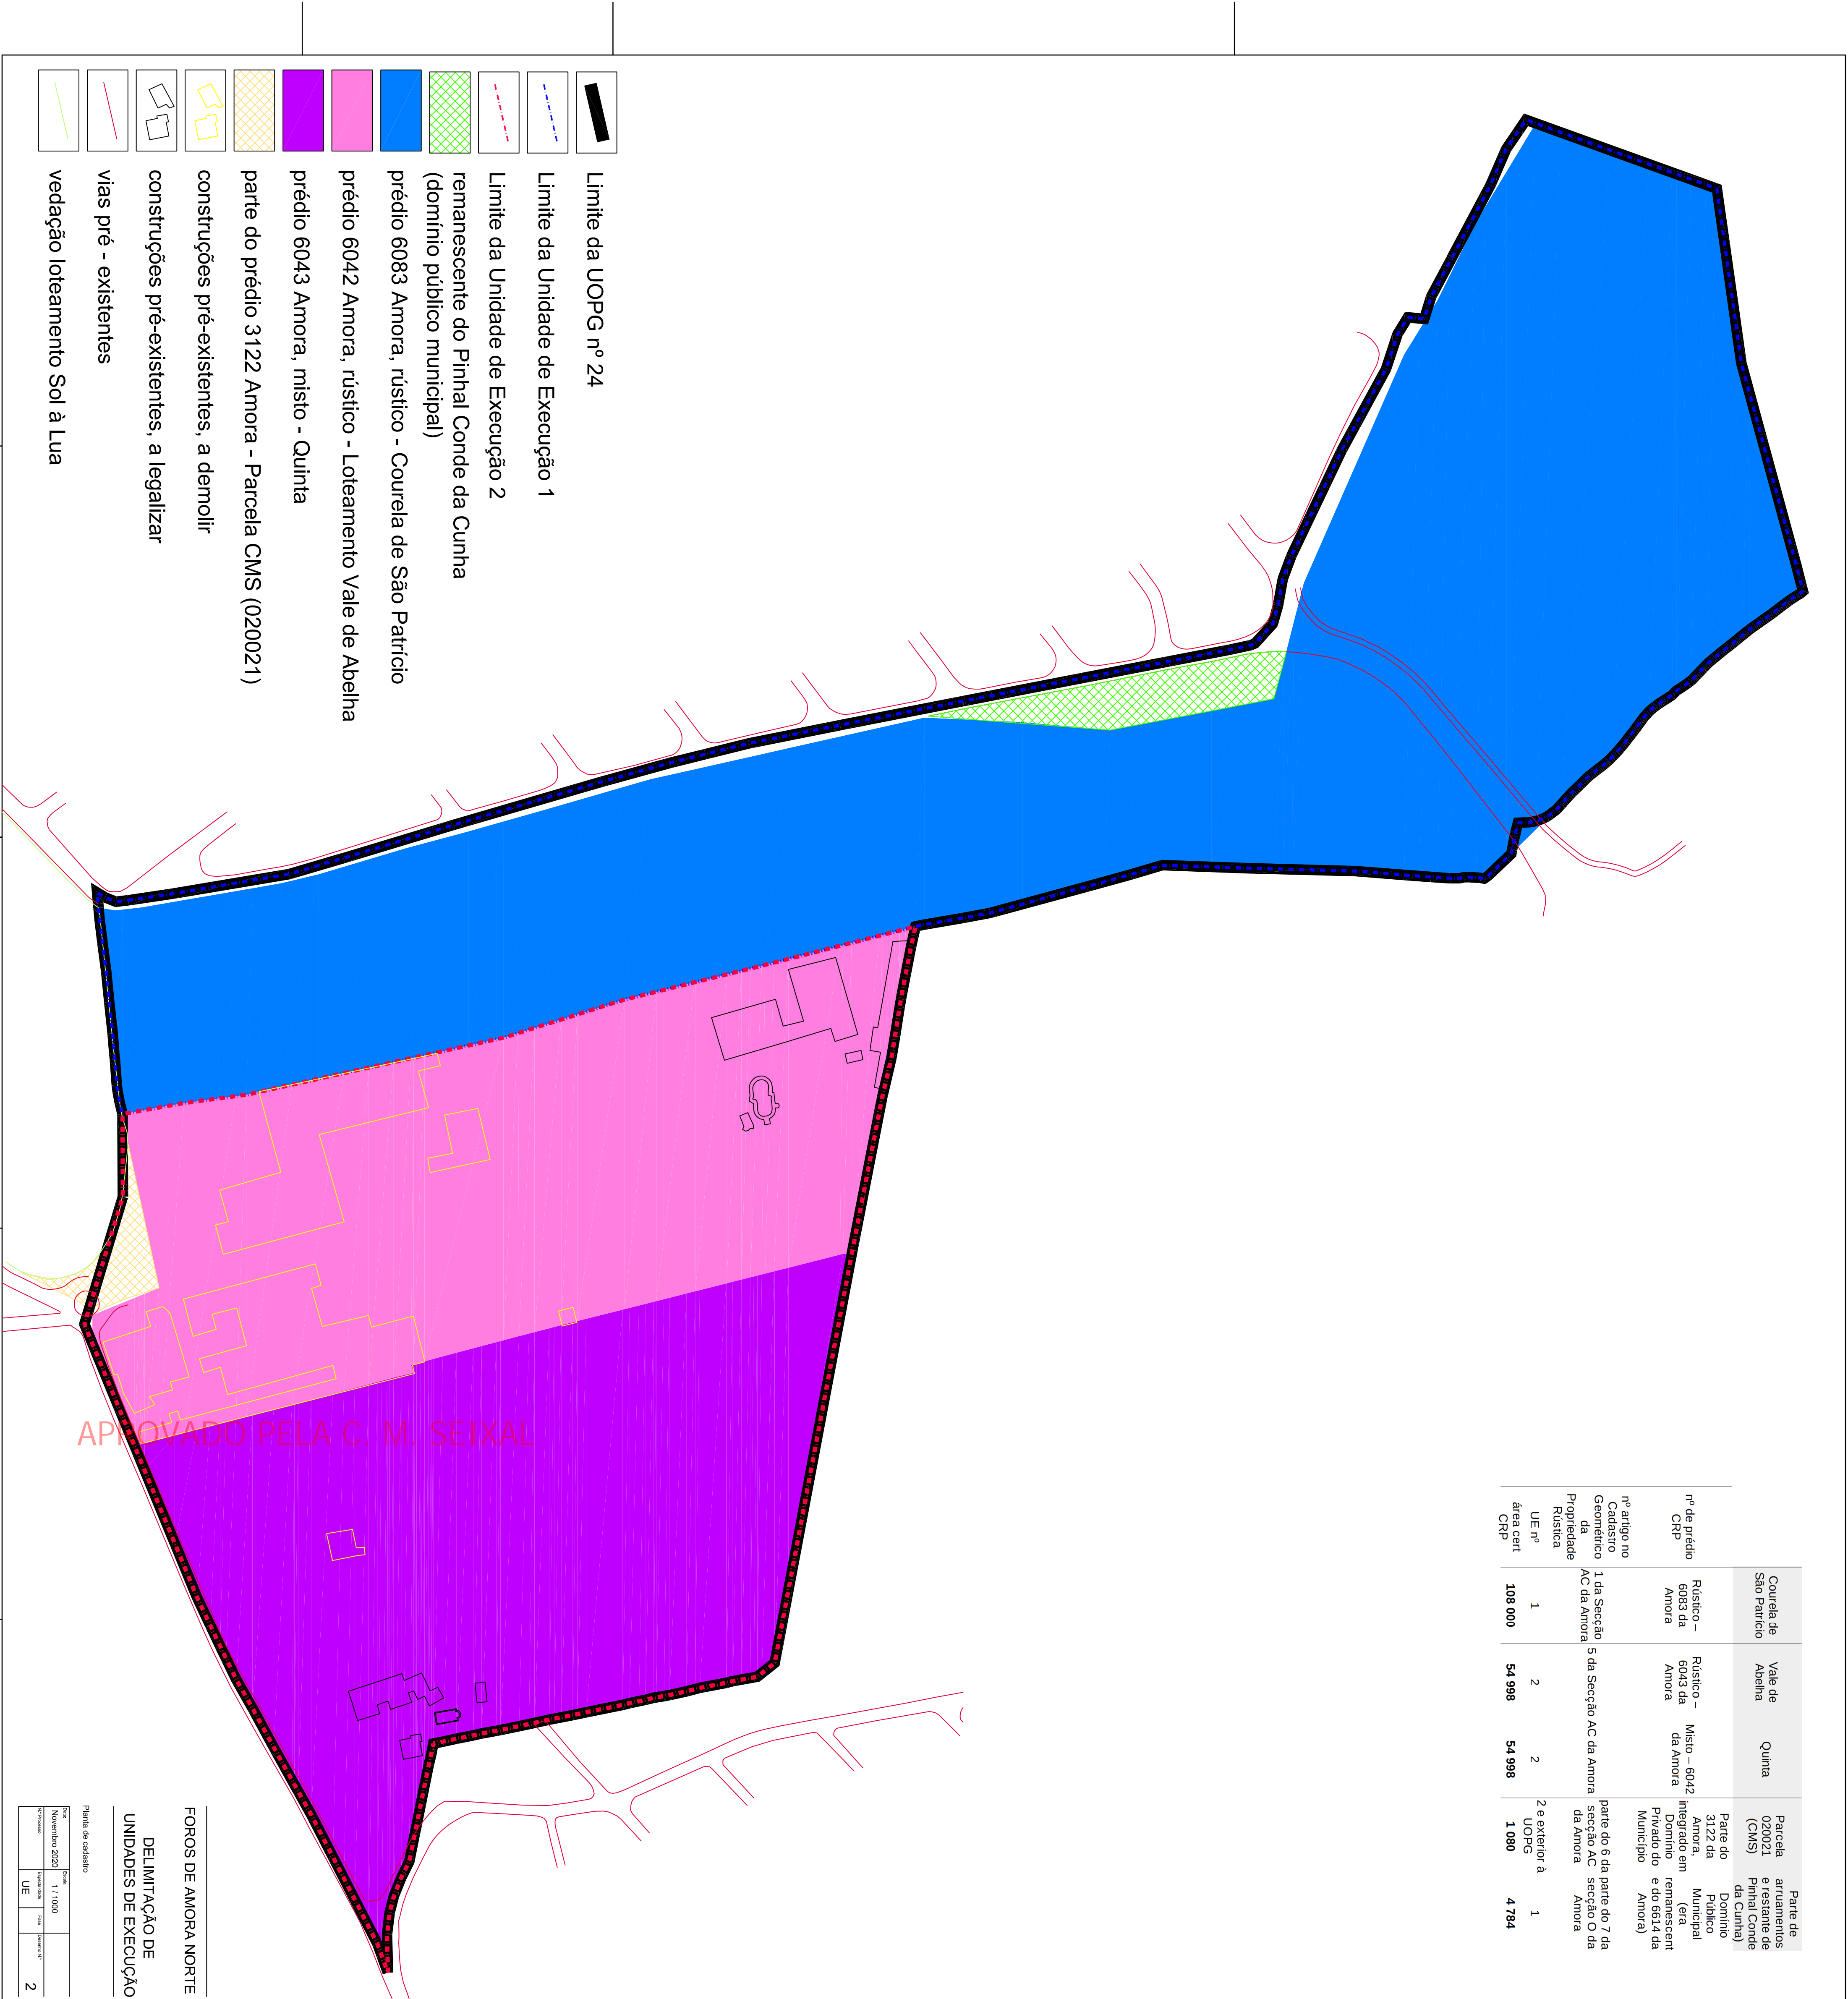 Limite da UOPG nº 24
Limite da Unidade de Execução 1
Limite da Unidade de Execução 2
remanescente do Pinhal Conde da Cunha
(domínio público municipal)
prédio 6083 Amora, rústico - Courela de São Patrício
prédio 6042 Amora, rústico - Loteamento Vale de Abelha
prédio 6043 Amora, misto - Quinta
parte do prédio 3122 Amora - Parcela CMS (020021)
construções pré-existentes, a demolir
construções pré-existentes, a legalizar
vias pré - existentes
vedação loteamento Sol à Lua
Courela de
São Patrício
Vale de
Abelha
Quinta
Parcela
020021
(CMS)
Parte de
arruamentos
e restante de
Pinhal Conde
da Cunha)
nº de prédio
CRP
Rústico –
6083 da
Amora
Rústico –
6043 da
Amora
Misto – 6042
da Amora
Parte do
3122 da
Amora,
integrado em
Domínio
Privado do
Município
Domínio
Público
Municipal
(era
remanescent
e do 6614 da
Amora)
nº artigo no
Cadastro
Geométrico
da
Propriedade
Rústica
1 da Secção
AC da Amora
5 da Secção AC da Amora
parte do 6 da
secção AC
da Amora
parte do 7 da
secção O da
Amora
UE nº
1
2
2
2 e exterior à
UOPG
1
área cert
CRP
108 000
54 998
54 998
1 080
4 784
APROVADO PELA C. M. SEIXAL
FOROS DE AMORA NORTE
DELIMITAÇÃO DE
UNIDADES DE EXECUÇÃO
Planta de cadastro
Data:
Novembro 2020
Escala:
1 / 1000
Nº Processo:
Especialidade
UE
Fase
Desenho N.º
2